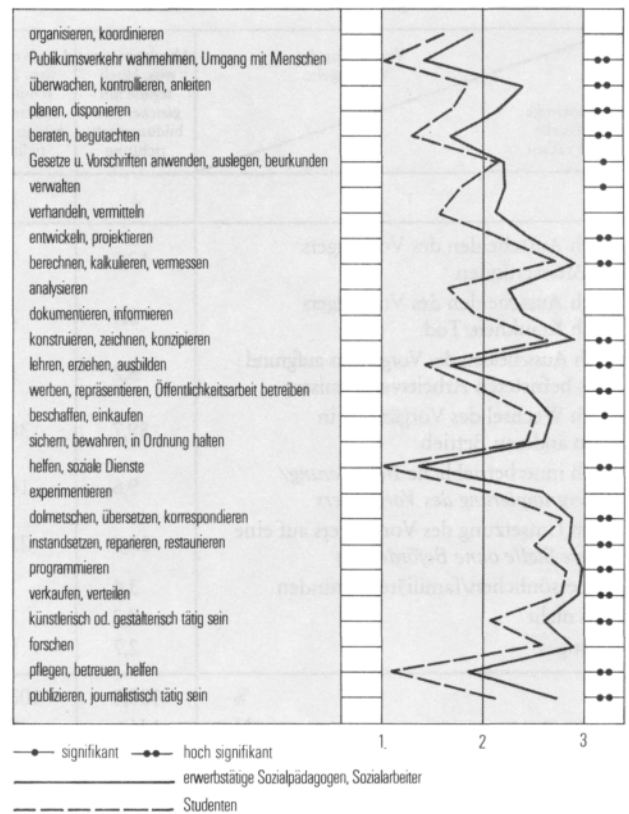 organisieren, koordinieren
Publikumsverkehr wahrnehmen, Umgang mit Menschen
überwachen, kontrollieren, anleiten
planen, disponieren
beraten, begutachten
Gesetze u. Vorschriften anwenden, auslegen, beurkunden
verwalten
verhandeln, vermitteln
entwickeln, projektieren
berechnen, kalkulieren, vermessen
analysieren
dokumentieren, informieren
konstruieren, zeichnen, konzipieren
lehren, erziehen, ausbilden
werben, repräsentieren, Öffentlichkeitsarbeit betreiben
beschaffen, einkaufen
sichern, bewahren, in Ordnung halten
helfen, soziale Dienste
experimentieren
dolmetschen, übersetzen, korrespondieren
instandsetzen, reparieren, restaurieren
programmieren
verkaufen, verteilen
künstlerisch od. gestalterisch tätig sein
forschen
pflegen, betreuen, helfen
publizieren, journalistisch tätig sein
1. 2 3
signifikant hoch signifikant
erwerbstätige Sozialpädagogen, Sozialarbeiter
Studenten